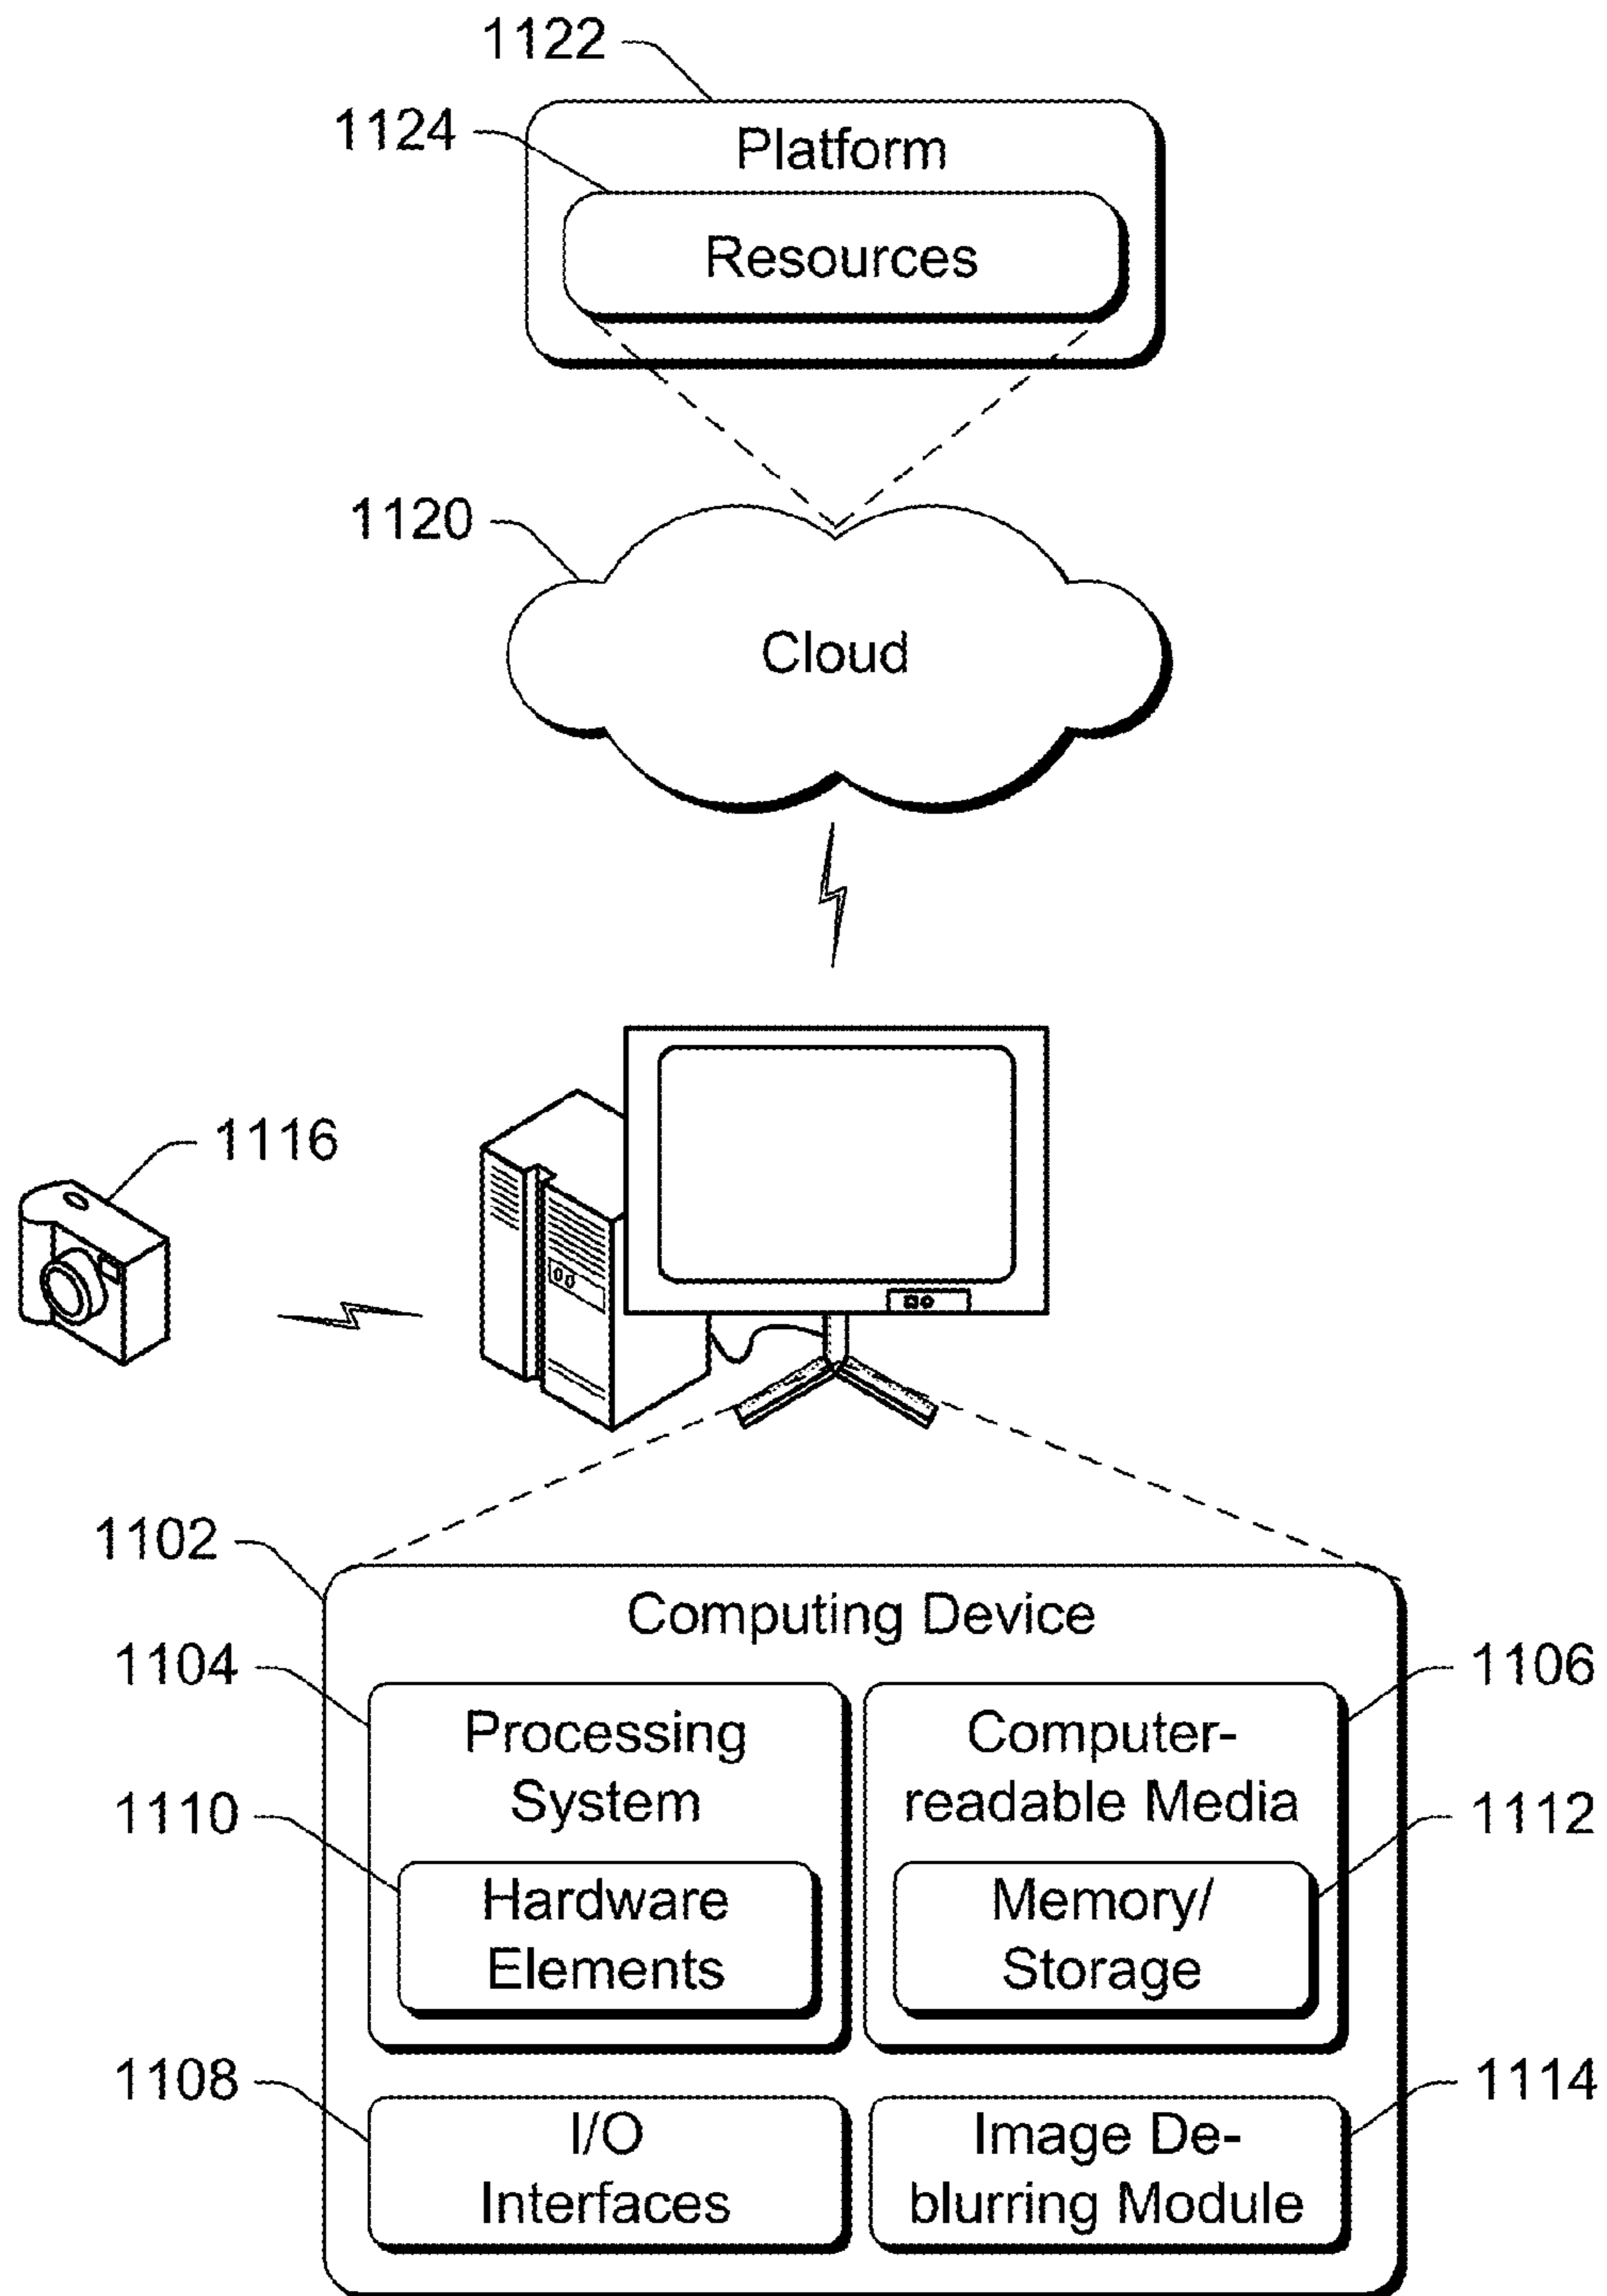 1122
1124
Platform
Resources
1120
Cloud
1116
1102
Computing Device
1104
1106
Processing
System
Computer-
readable Media
1110
1112
Hardware
Elements
Memory/
Storage
1108
1114
I/O
Interfaces
Image De-
blurring Module